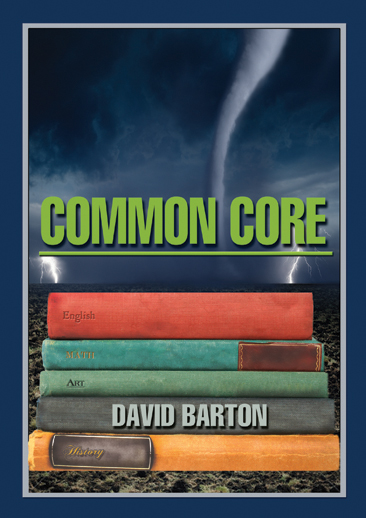 COMMON CORE
English
MATH
ART
DAVID BARTON
History